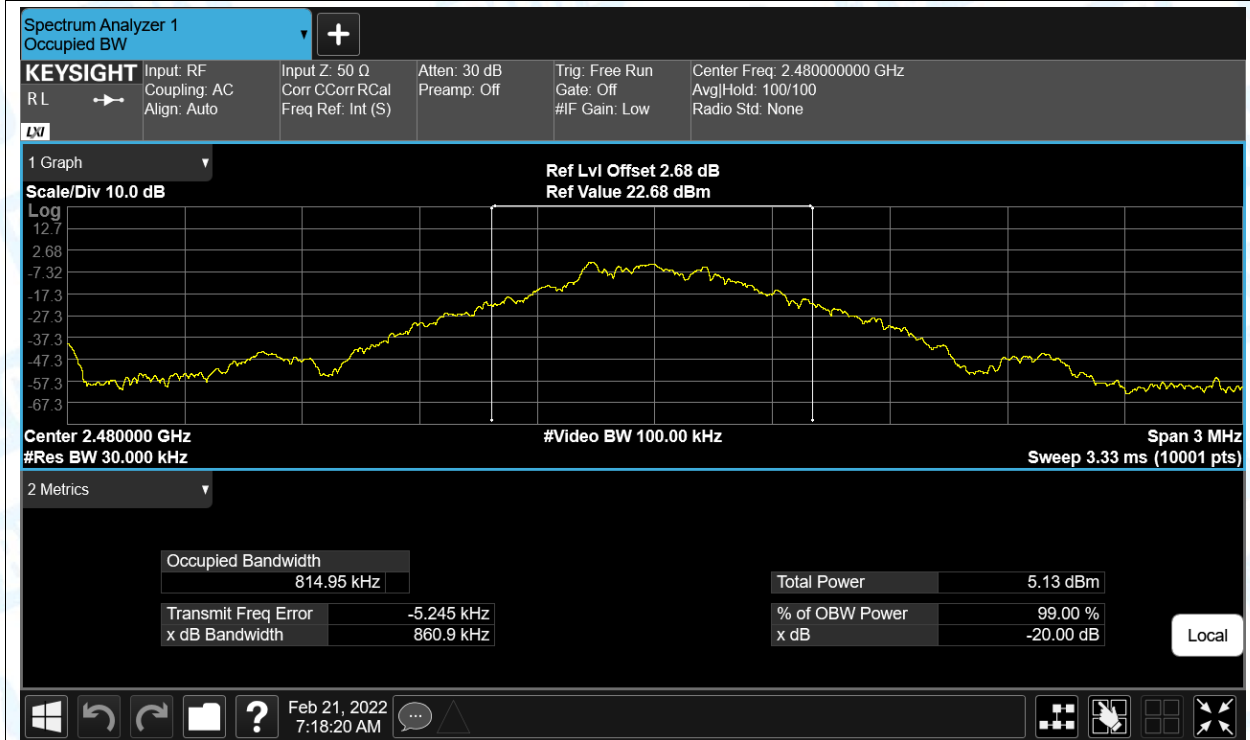 Spectrum Analyzer 1
Occupied BW
KEYSIGHT
R L
LXI
Input: RF
Coupling: AC
Align: Auto
Input Z: 50 Ω
Corr CCorr RCal
Freq Ref: Int (S)
Atten: 30 dB
Preamp: Off
Trig: Free Run
Gate: Off
#IF Gain: Low
Center Freq: 2.480000000 GHz
Avg|Hold: 100/100
Radio Std: None
1 Graph
Scale/Div 10.0 dB
Ref Lvl Offset 2.68 dB
Ref Value 22.68 dBm
Log
12.7
2.68
-7.32
-17.3
-27.3
-37.3
-47.3
-57.3
-67.3
Center 2.480000 GHz
#Video BW 100.00 kHz
Span 3 MHz
#Res BW 30.000 kHz
Sweep 3.33 ms (10001 pts)
2 Metrics
Occupied Bandwidth
814.95 kHz
Total Power 5.13 dBm
Transmit Freq Error -5.245 kHz
% of OBW Power 99.00 %
x dB Bandwidth 860.9 kHz
x dB -20.00 dB
Local
?
Feb 21, 2022
7:18:20 AM